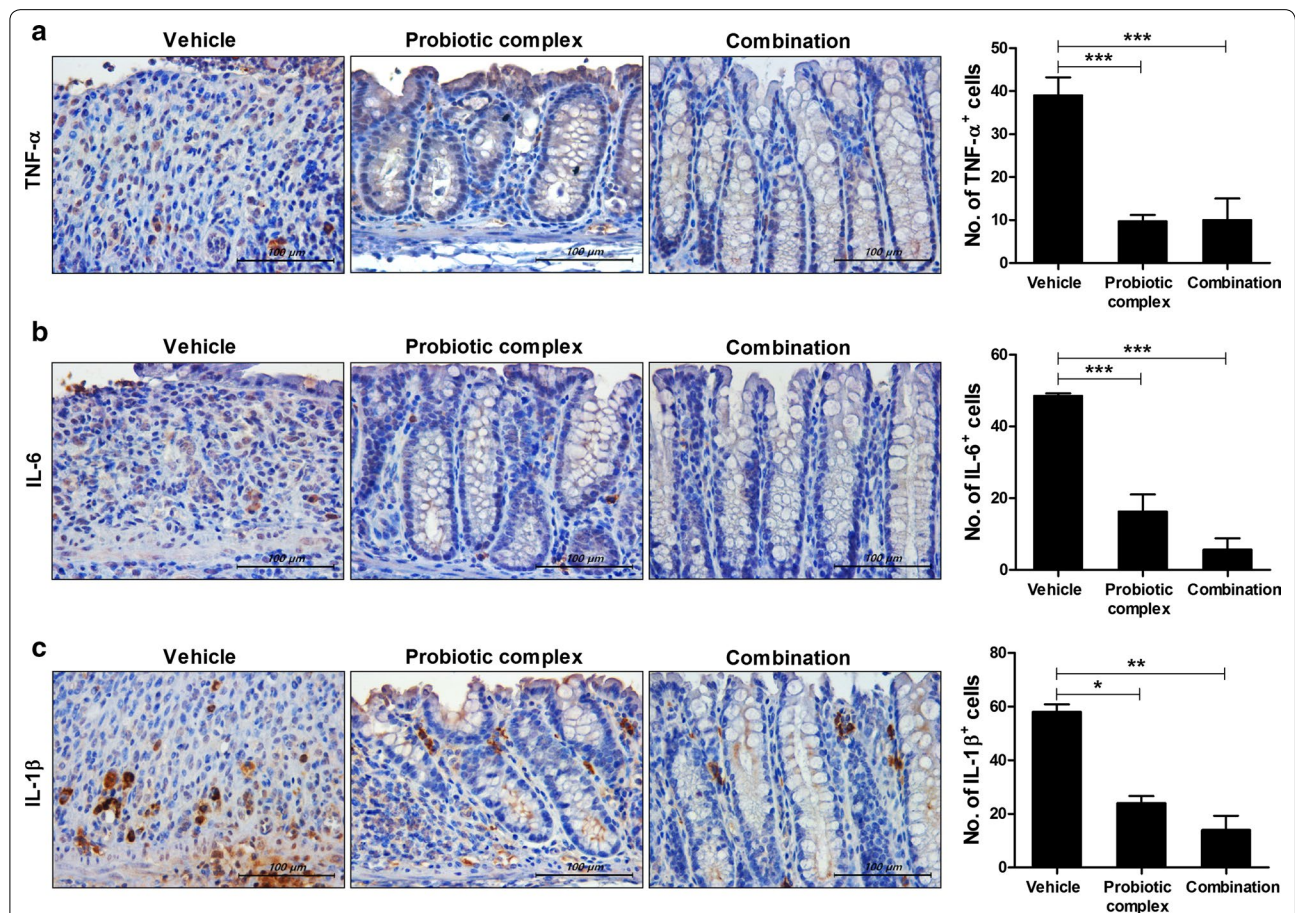 a
Vehicle Probiotic complex Combination
TNF-α
100 µm 100 µm 100 µm
No. of TNF-α⁺ cells
50
40
30
20
10
0
***
***
Vehicle Probiotic complex Combination
b
Vehicle Probiotic complex Combination
IL-6
100 µm 100 µm 100 µm
No. of IL-6⁺ cells
60
40
20
0
***
***
Vehicle Probiotic complex Combination
c
Vehicle Probiotic complex Combination
IL-1β
100 µm 100 µm 100 µm
No. of IL-1β⁺ cells
80
60
40
20
0
**
*
Vehicle Probiotic complex Combination